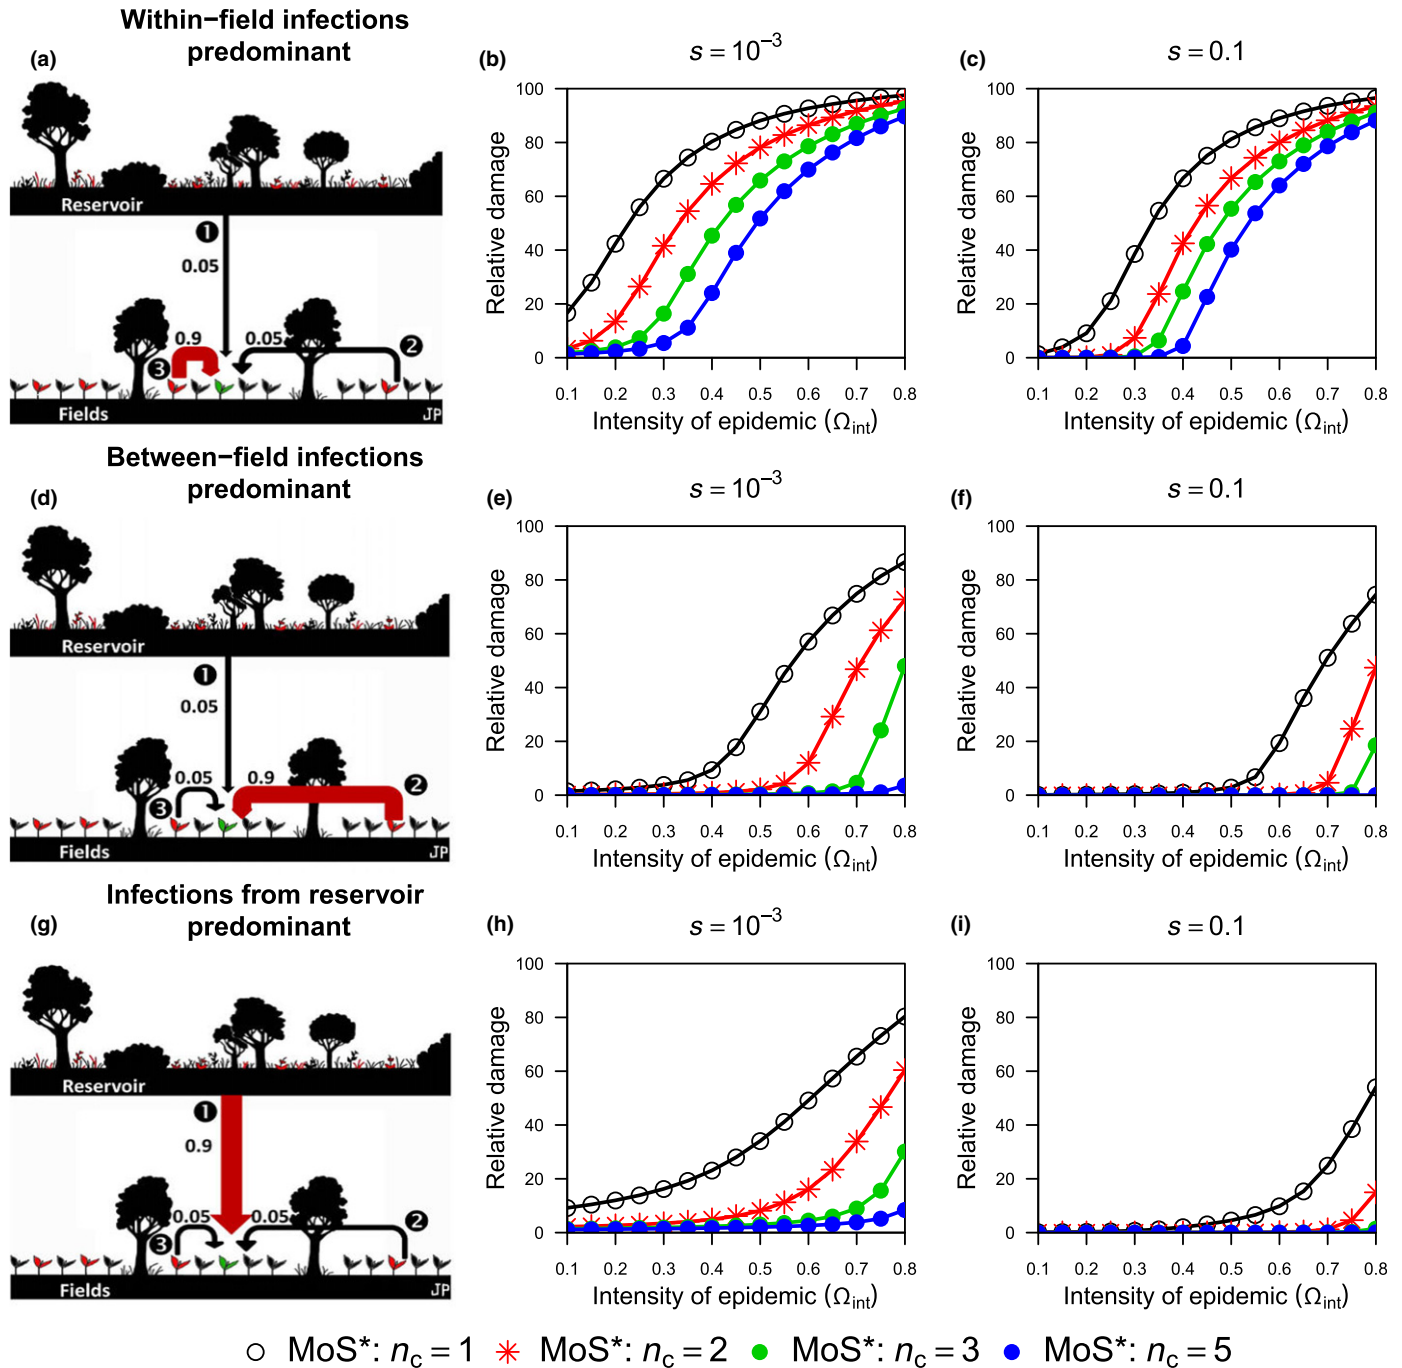 Within−field infections
predominant
(a)
Reservoir
❶
0.05
0.9
0.05
❷
❸
Fields
JP
(b)
s = 10⁻³
Relative damage
100
80
60
40
20
0
0.1 0.2 0.3 0.4 0.5 0.6 0.7 0.8
Intensity of epidemic (Ωint)
(c)
s = 0.1
Relative damage
100
80
60
40
20
0
0.1 0.2 0.3 0.4 0.5 0.6 0.7 0.8
Intensity of epidemic (Ωint)
Between−field infections
predominant
(d)
Reservoir
❶
0.05
0.05
0.9
❷
❸
Fields
JP
(e)
s = 10⁻³
Relative damage
100
80
60
40
20
0
0.1 0.2 0.3 0.4 0.5 0.6 0.7 0.8
Intensity of epidemic (Ωint)
(f)
s = 0.1
Relative damage
100
80
60
40
20
0
0.1 0.2 0.3 0.4 0.5 0.6 0.7 0.8
Intensity of epidemic (Ωint)
Infections from reservoir
predominant
(g)
Reservoir
❶
0.9
0.05
0.05
❷
❸
Fields
JP
(h)
s = 10⁻³
Relative damage
100
80
60
40
20
0
0.1 0.2 0.3 0.4 0.5 0.6 0.7 0.8
Intensity of epidemic (Ωint)
(i)
s = 0.1
Relative damage
100
80
60
40
20
0
0.1 0.2 0.3 0.4 0.5 0.6 0.7 0.8
Intensity of epidemic (Ωint)
MoS*: nc = 1 MoS*: nc = 2 MoS*: nc = 3 MoS*: nc = 5